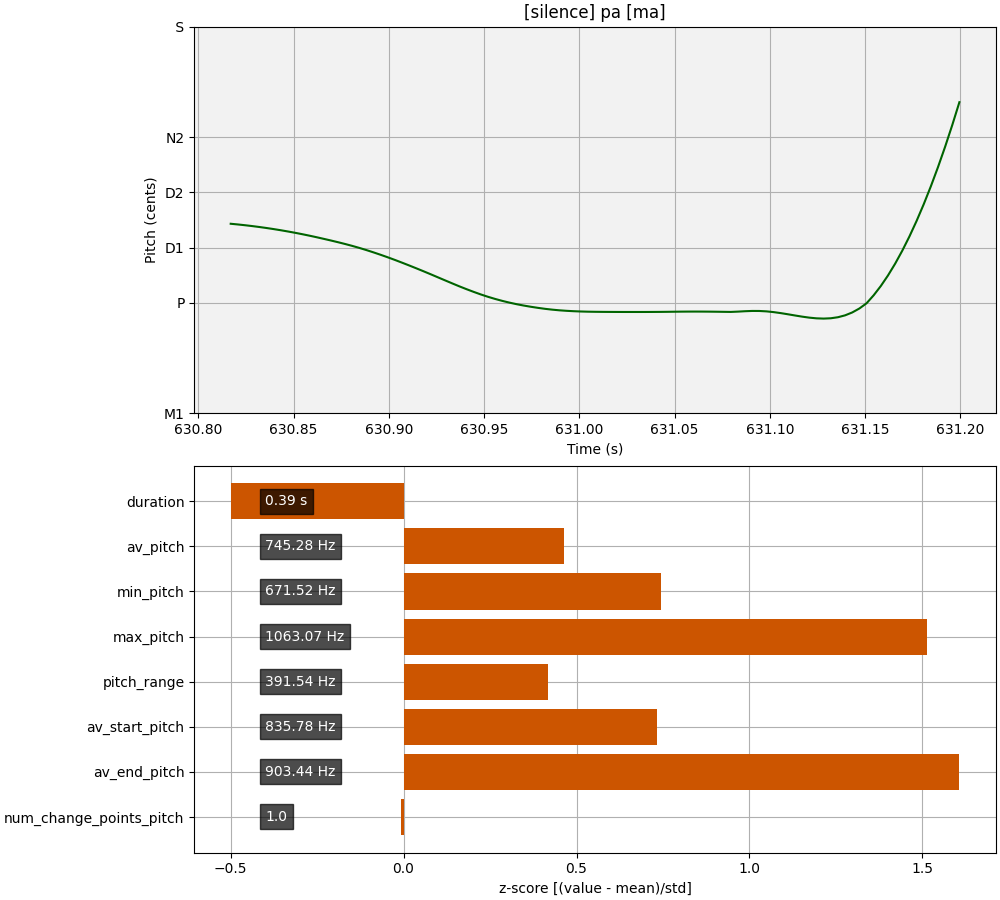 [silence] pa [ma]
S
N2
D2
D1
P
M1
Pitch (cents)
630.80 630.85 630.90 630.95 631.00 631.05 631.10 631.15 631.20
Time (s)
duration 0.39 s
av_pitch 745.28 Hz
min_pitch 671.52 Hz
max_pitch 1063.07 Hz
pitch_range 391.54 Hz
av_start_pitch 835.78 Hz
av_end_pitch 903.44 Hz
num_change_points_pitch 1.0
−0.5 0.0 0.5 1.0 1.5
z-score [(value - mean)/std]